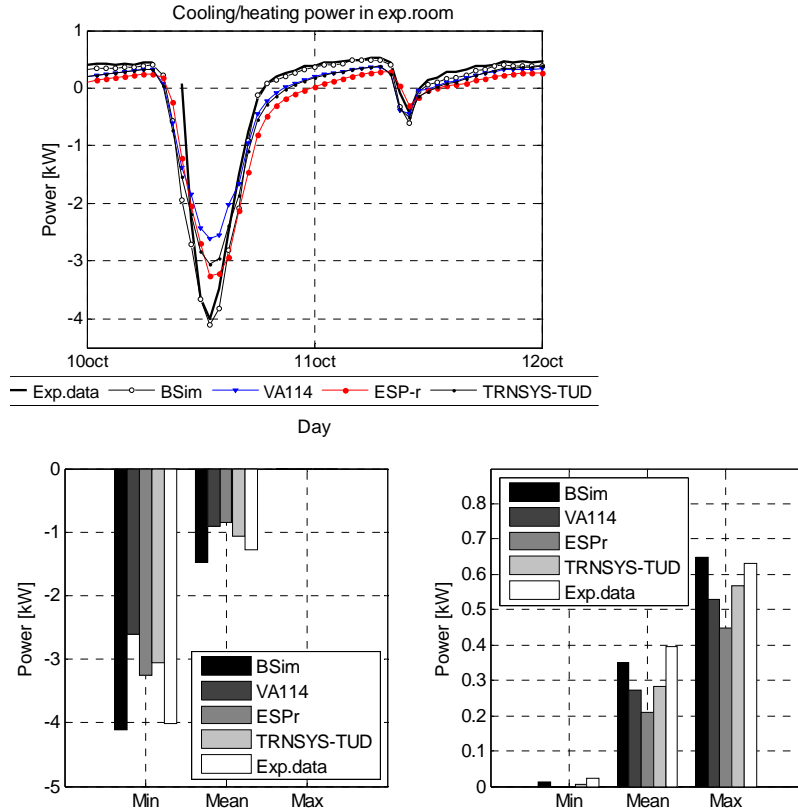 Cooling/heating power in exp.room
Power [kW]
1
0
-1
-2
-3
-4
10oct
11oct
12oct
Exp.data
BSim
VA114
ESP-r
TRNSYS-TUD
Day
Power [kW]
0
-1
-2
-3
-4
-5
BSim
VA114
ESPr
TRNSYS-TUD
Exp.data
Min
Mean
Max
Power [kW]
0.8
0.7
0.6
0.5
0.4
0.3
0.2
0.1
0
BSim
VA114
ESPr
TRNSYS-TUD
Exp.data
Min
Mean
Max